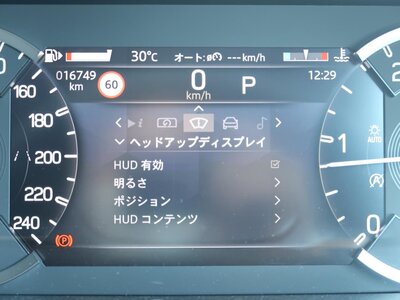 30℃ オート: ---km/h
016749 km 60 0 km/h P 12:29
ヘッドアップディスプレイ
HUD 有効
明るさ
ポジション
HUD コンテンツ
160
180
200
220
240
1
0
AUTO